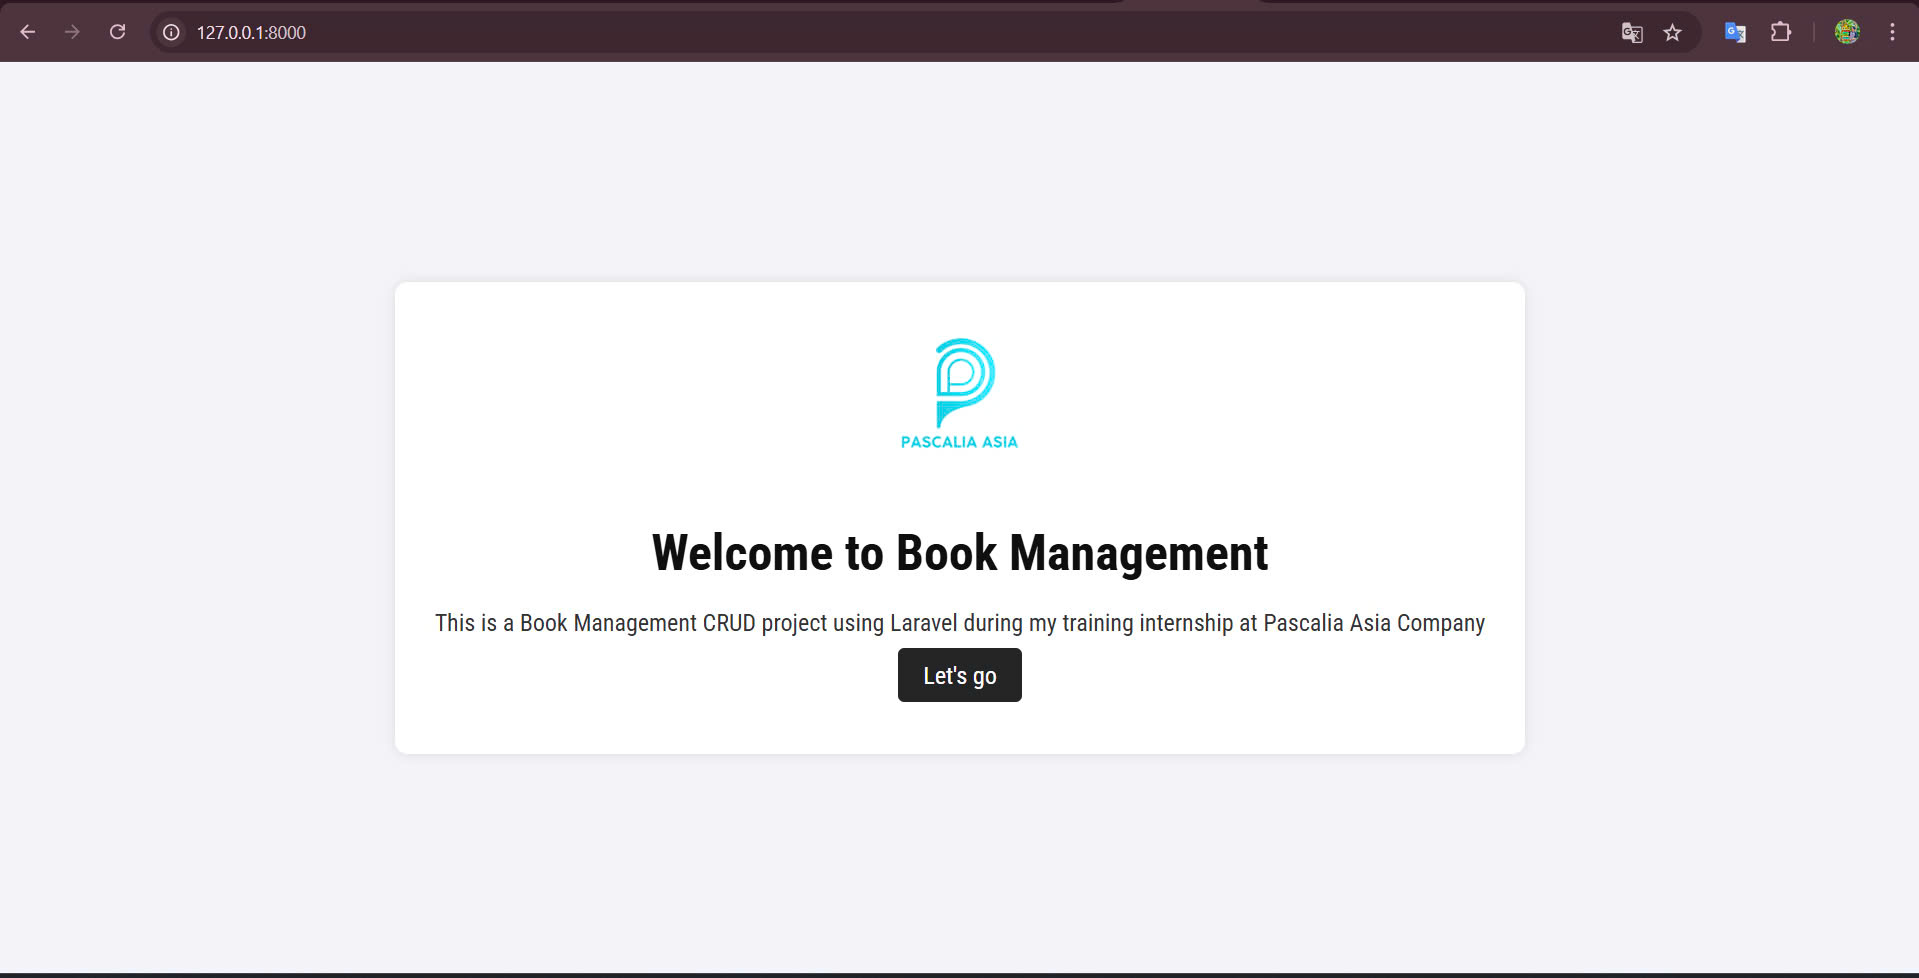 127.0.0.1:8000
PASCALIA ASIA
Welcome to Book Management
This is a Book Management CRUD project using Laravel during my training internship at Pascalia Asia Company
Let's go